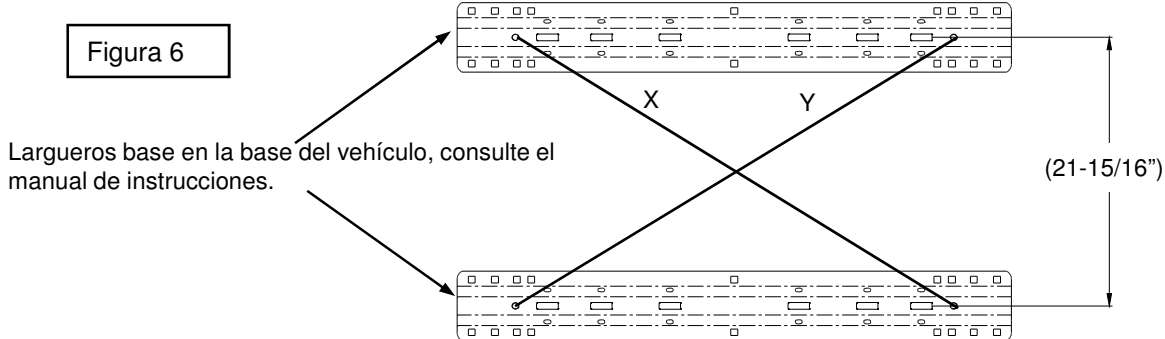 Figura 6
X
Y
Largueros base en la base del vehículo, consulte el
manual de instrucciones.
(21-15/16”)